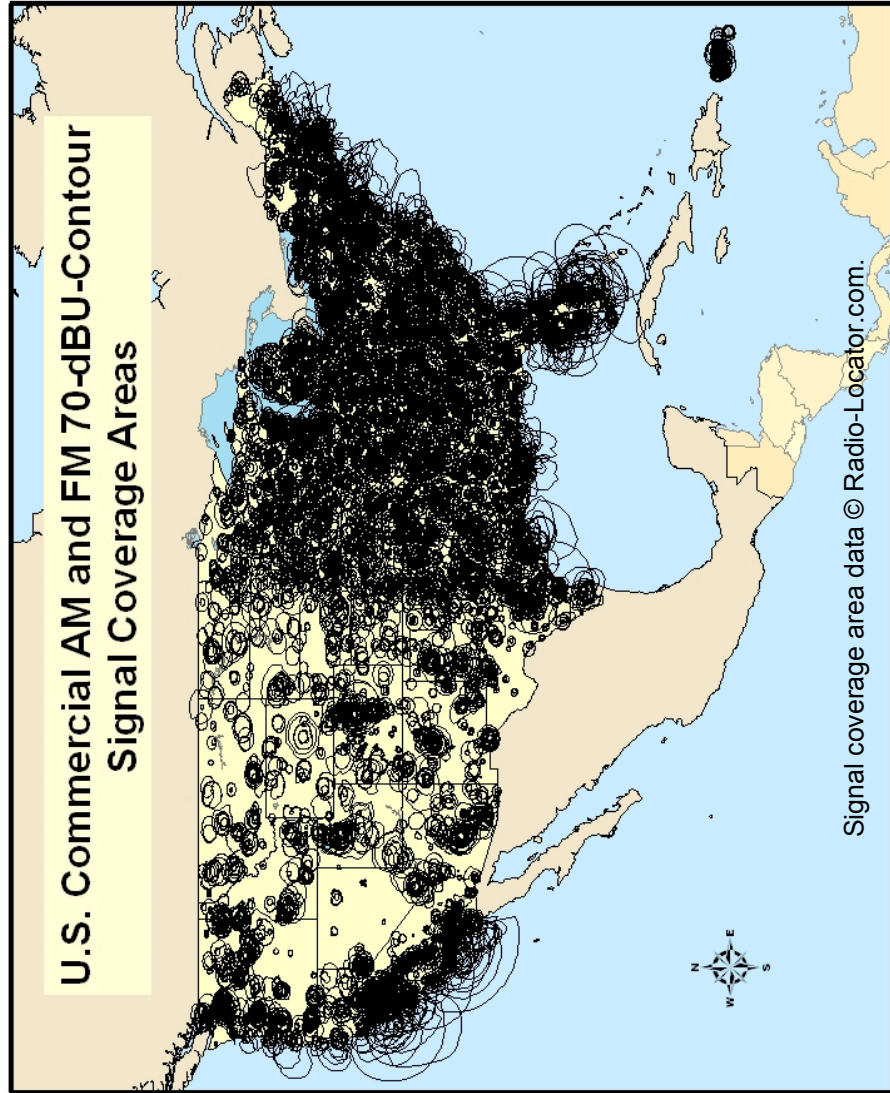 U.S. Commercial AM and FM 70-dBU-Contour
Signal Coverage Areas
N
W E
S
Signal coverage area data © Radio-Locator.com.